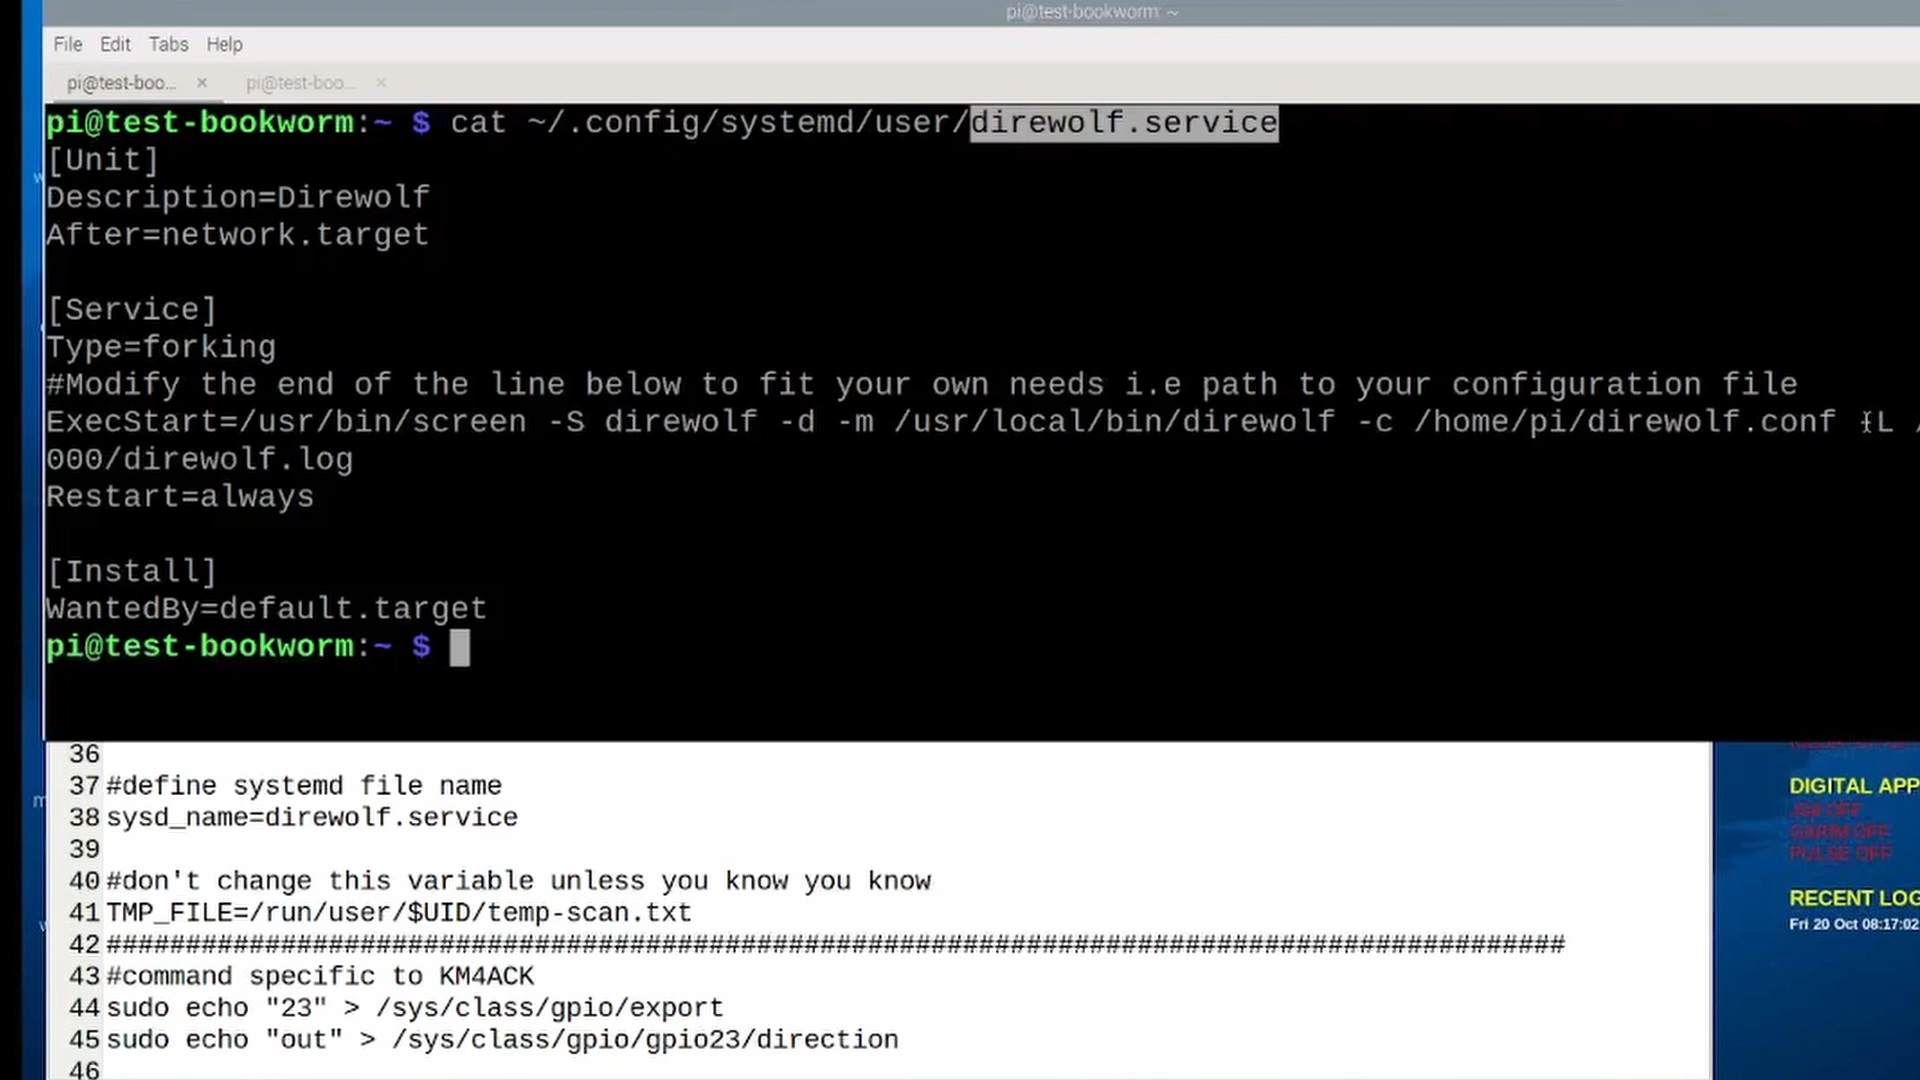 pi@test-bookworm: ~
File Edit Tabs Help
pi@test-boo... × pi@test-boo... ×
pi@test-bookworm:~ $ cat ~/.config/systemd/user/direwolf.service
[Unit]
Description=Direwolf
After=network.target
[Service]
Type=forking
#Modify the end of the line below to fit your own needs i.e path to your configuration file
ExecStart=/usr/bin/screen -S direwolf -d -m /usr/local/bin/direwolf -c /home/pi/direwolf.conf -L /
000/direwolf.log
Restart=always
[Install]
WantedBy=default.target
pi@test-bookworm:~ $
36
37 #define systemd file name
38 sysd_name=direwolf.service
39
40 #don't change this variable unless you know you know
41 TMP_FILE=/run/user/$UID/temp-scan.txt
42 ############################################################################################
43 #command specific to KM4ACK
44 sudo echo "23" > /sys/class/gpio/export
45 sudo echo "out" > /sys/class/gpio/gpio23/direction
46
DIGITAL APP
GARIM OFF
PULSE OFF
RECENT LOG
Fri 20 Oct 08:17:02